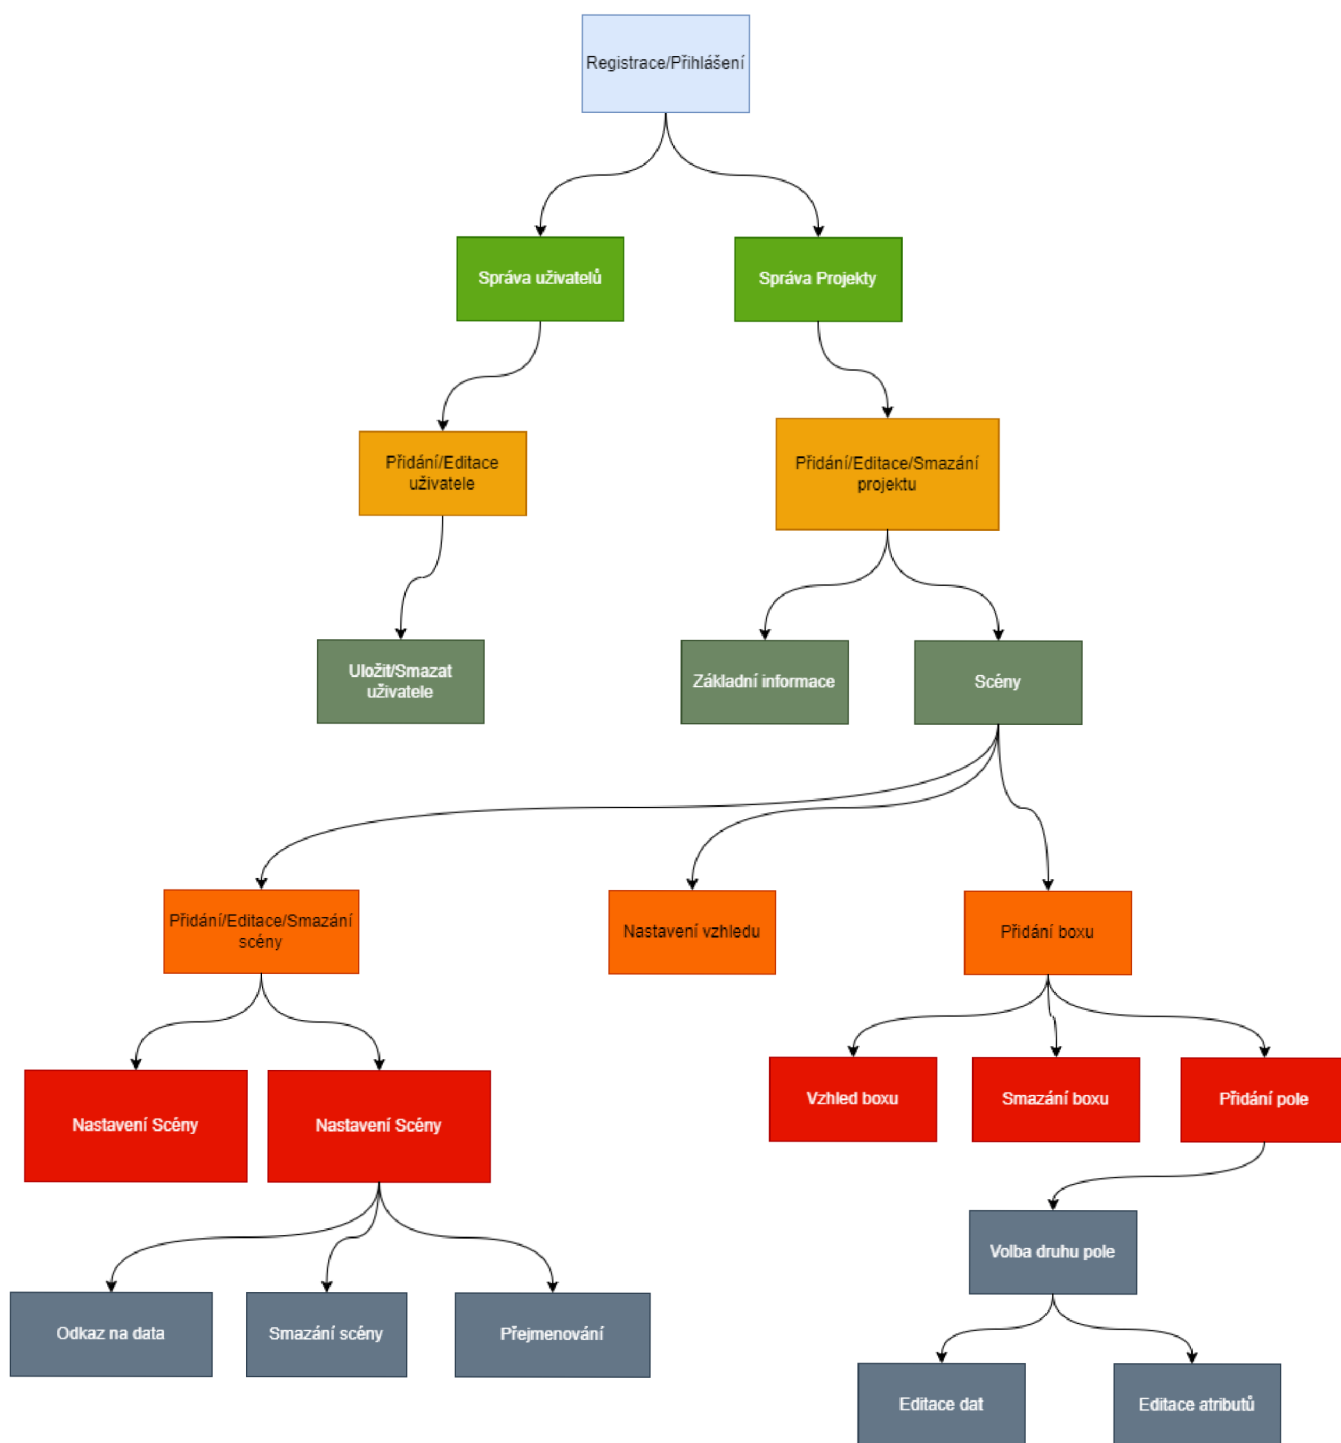 Registrace/Přihlášení
Správa uživatelů
Správa Projekty
Přidání/Editace
uživatele
Přidání/Editace/Smazání
projektu
Uložit/Smazat
uživatele
Základní informace
Scény
Přidání/Editace/Smazání
scény
Nastavení vzhledu
Přidání boxu
Nastavení Scény
Nastavení Scény
Vzhled boxu
Smazání boxu
Přidání pole
Volba druhu pole
Odkaz na data
Smazání scény
Přejmenování
Editace dat
Editace atributů